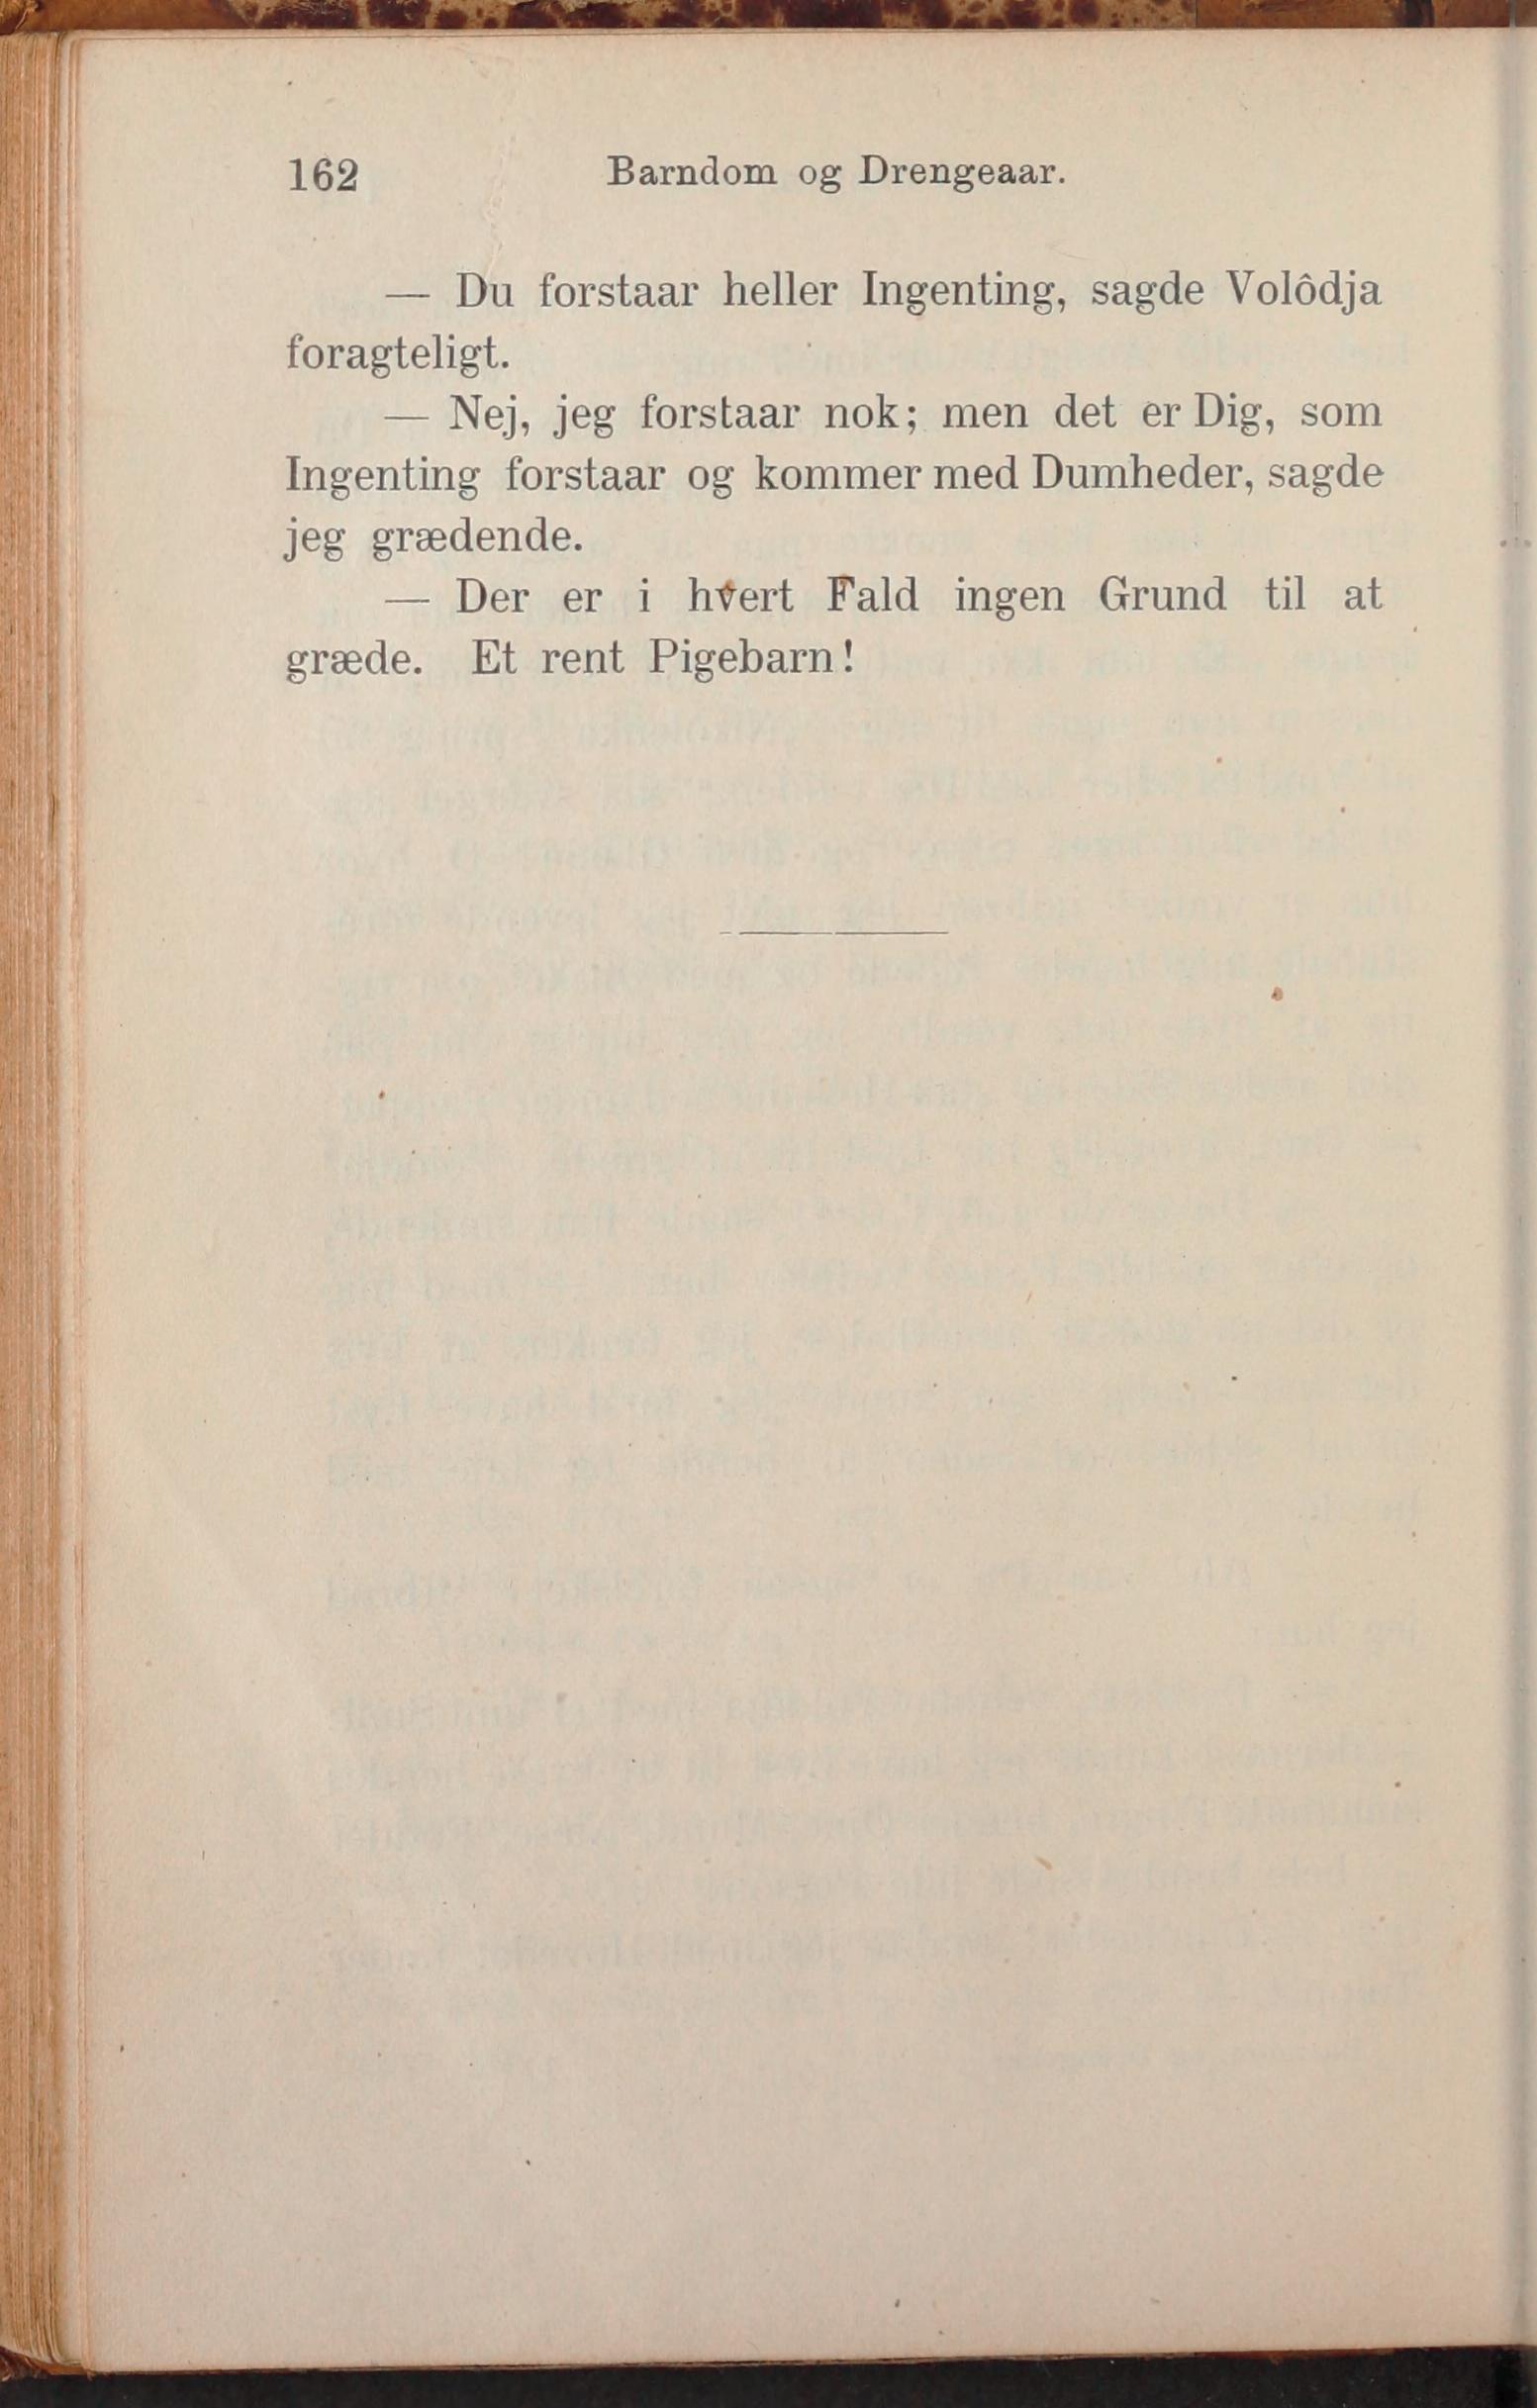 162 Barndom og Drengeaar.
— Du forstaar heller Ingenting, sagde Volôdja
foragteligt.
— Nej, jeg forstaar nok; men det er Dig, som
Ingenting forstaar og kommer med Dumheder, sagde
jeg grædende.
— Der er i hvert Fald ingen Grund til at
græde. Et rent Pigebarn!